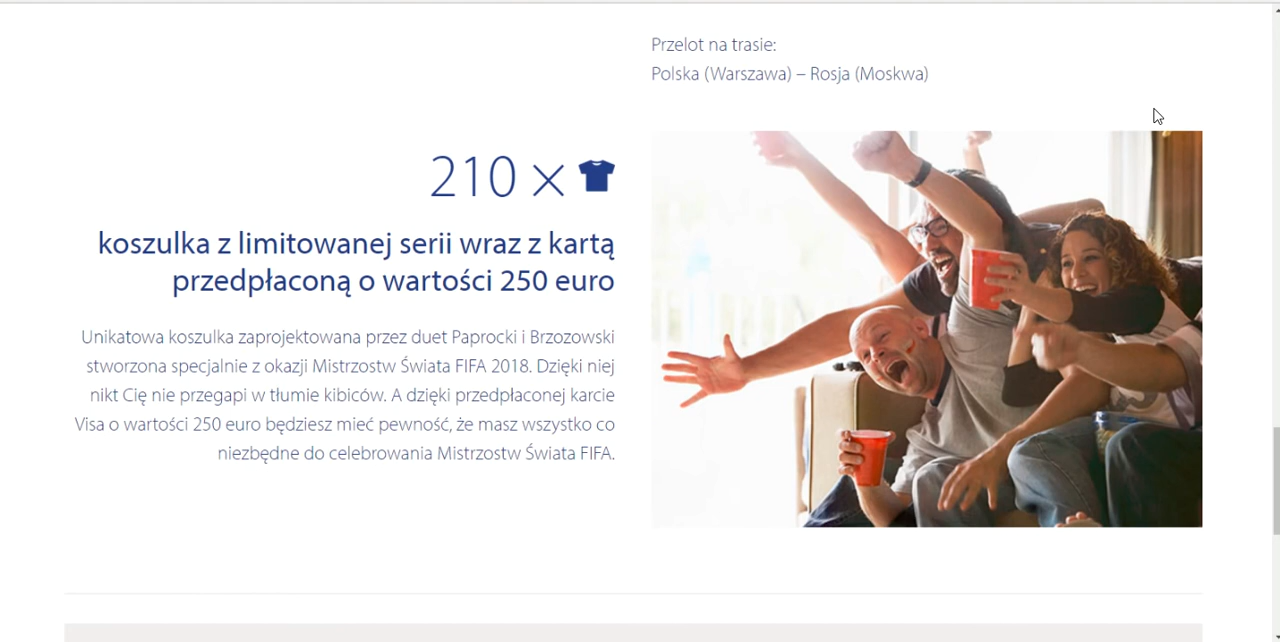 Przelot na trasie:
Polska (Warszawa) – Rosja (Moskwa)
210 ×
koszulka z limitowanej serii wraz z kartą
przedpłaconą o wartości 250 euro
Unikatowa koszulka zaprojektowana przez duet Paprocki i Brzozowski
stworzona specjalnie z okazji Mistrzostw Świata FIFA 2018. Dzięki niej
nikt Cię nie przegapi w tłumie kibiców. A dzięki przedpłaconej karcie
Visa o wartości 250 euro będziesz mieć pewność, że masz wszystko co
niezbędne do celebrowania Mistrzostw Świata FIFA.